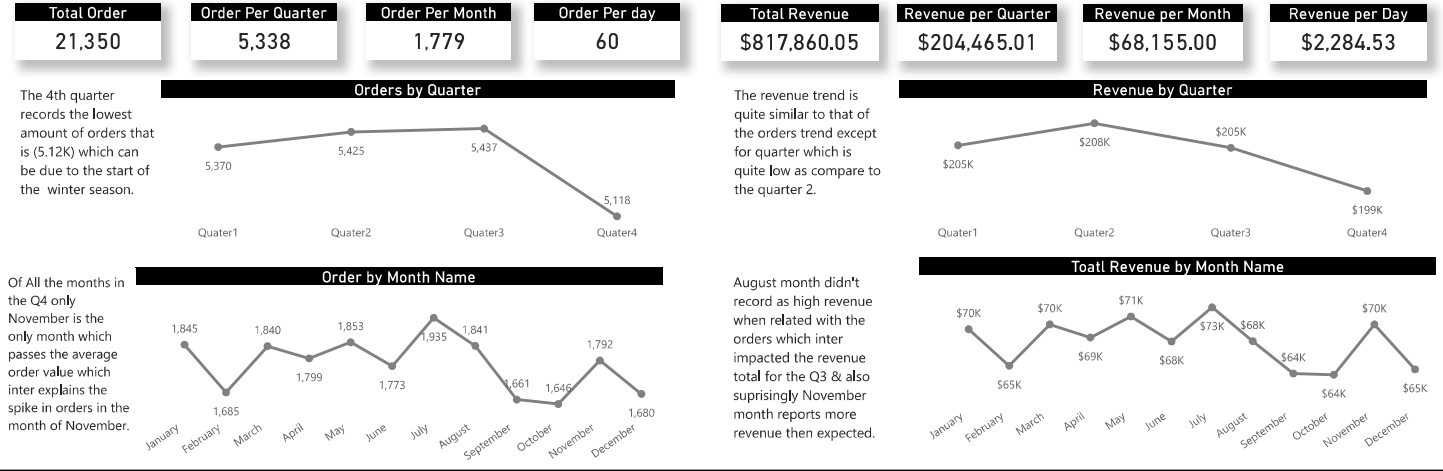 Total Order
21,350
Order Per Quarter
5,338
Order Per Month
1,779
Order Per day
60
Total Revenue
$817,860.05
Revenue per Quarter
$204,465.01
Revenue per Month
$68,155.00
Revenue per Day
$2,284.53
The 4th quarter
records the lowest
amount of orders that
is (5.12K) which can
be due to the start of
the winter season.
Orders by Quarter
5,370
5,425
5,437
5,118
Quater1
Quater2
Quater3
Quater4
The revenue trend is
quite similar to that of
the orders trend except
for quarter which is
quite low as compare to
the quarter 2.
Revenue by Quarter
$205K
$208K
$205K
$199K
Quater1
Quater2
Quater3
Quater4
Of All the months in
the Q4 only
November is the
only month which
passes the average
order value which
inter explains the
spike in orders in the
month of November.
Order by Month Name
1,845
1,685
1,840
1,799
1,853
1,773
1,935
1,841
1,661
1,646
1,792
1,680
January
February
March
April
May
June
July
August
September
October
November
December
August month didn't
record as high revenue
when related with the
orders which inter
impacted the revenue
total for the Q3 & also
suprisingly November
month reports more
revenue then expected.
Toatl Revenue by Month Name
$70K
$65K
$70K
$69K
$71K
$68K
$73K
$68K
$64K
$64K
$70K
$65K
January
February
March
April
May
June
July
August
September
October
November
December